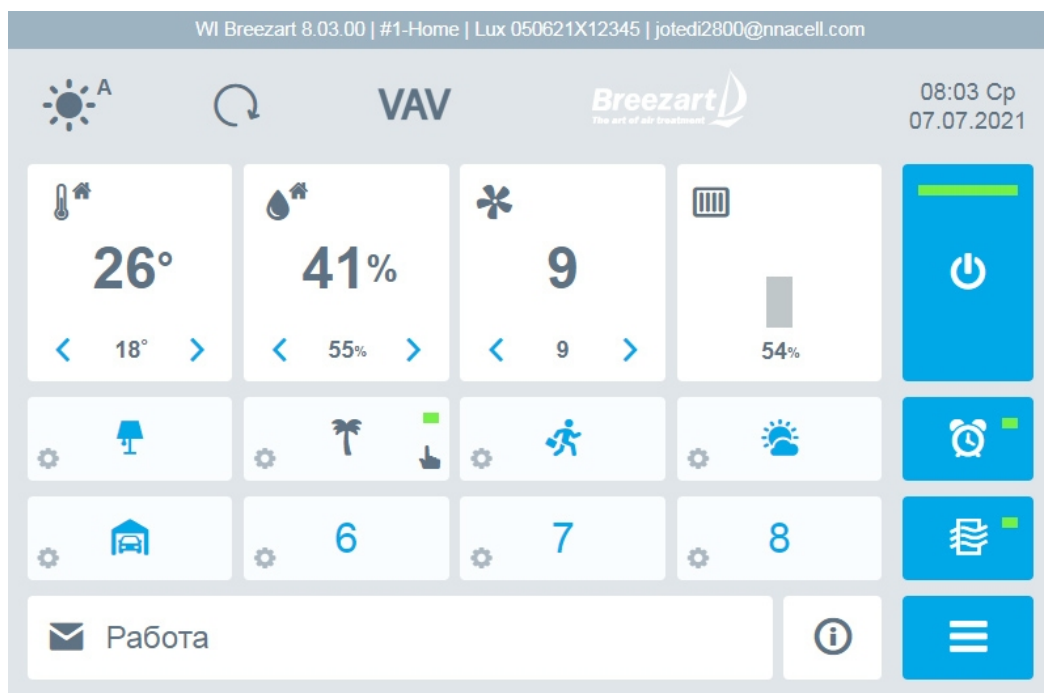 WI Breezart 8.03.00 | #1-Home | Lux 050621X12345 | jotedi2800@nnacell.com
A
VAV
Breezart
The art of air treatment
08:03 Ср
07.07.2021
26°
41%
9
18°
55%
9
54%
6
7
8
Работа